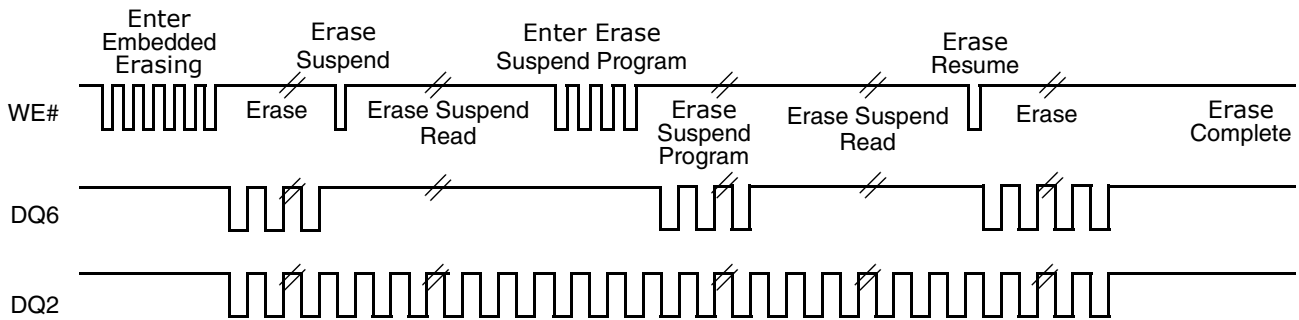 Enter
Embedded
Erasing
Erase
Suspend
Enter Erase
Suspend Program
Erase
Resume
WE#
Erase
Erase Suspend
Read
Erase
Suspend
Program
Erase Suspend
Read
Erase
Erase
Complete
DQ6
DQ2